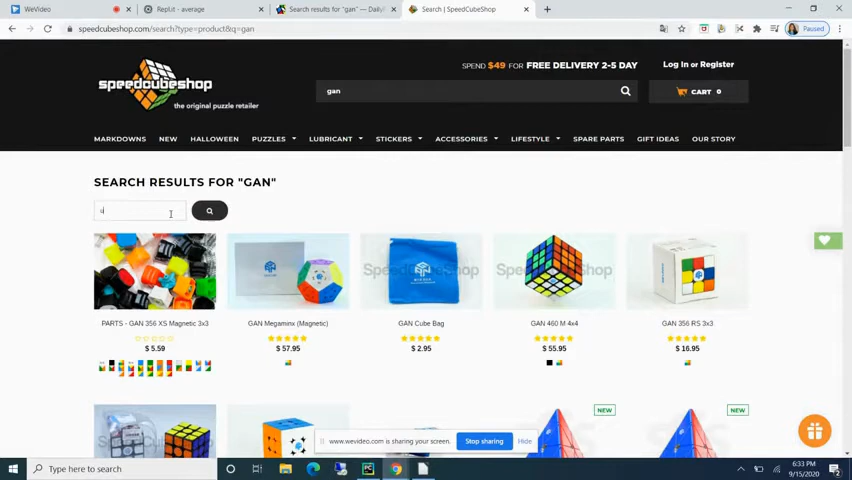 WeVideo
Repl.it - average
Search results for "gan" — Daily
Search | SpeedCubeShop
speedcubeshop.com/search?type=product&q=gan
Paused
speedcubeshop
the original puzzle retailer
SPEND $49 FOR FREE DELIVERY 2-5 DAY
Log In or Register
gan
CART 0
MARKDOWNS NEW HALLOWEEN PUZZLES LUBRICANT STICKERS ACCESSORIES LIFESTYLE SPARE PARTS GIFT IDEAS OUR STORY
SEARCH RESULTS FOR "GAN"
SpeedCubeShop
SpeedCubeShop
PARTS - GAN 356 XS Magnetic 3x3
GAN Megaminx (Magnetic)
GAN Cube Bag
GAN 460 M 4x4
GAN 356 RS 3x3
$ 5.59
$ 57.95
$ 2.95
$ 55.95
$ 16.95
NEW
NEW
www.wevideo.com is sharing your screen.
Stop sharing
Hide
Type here to search
6:33 PM
9/15/2020